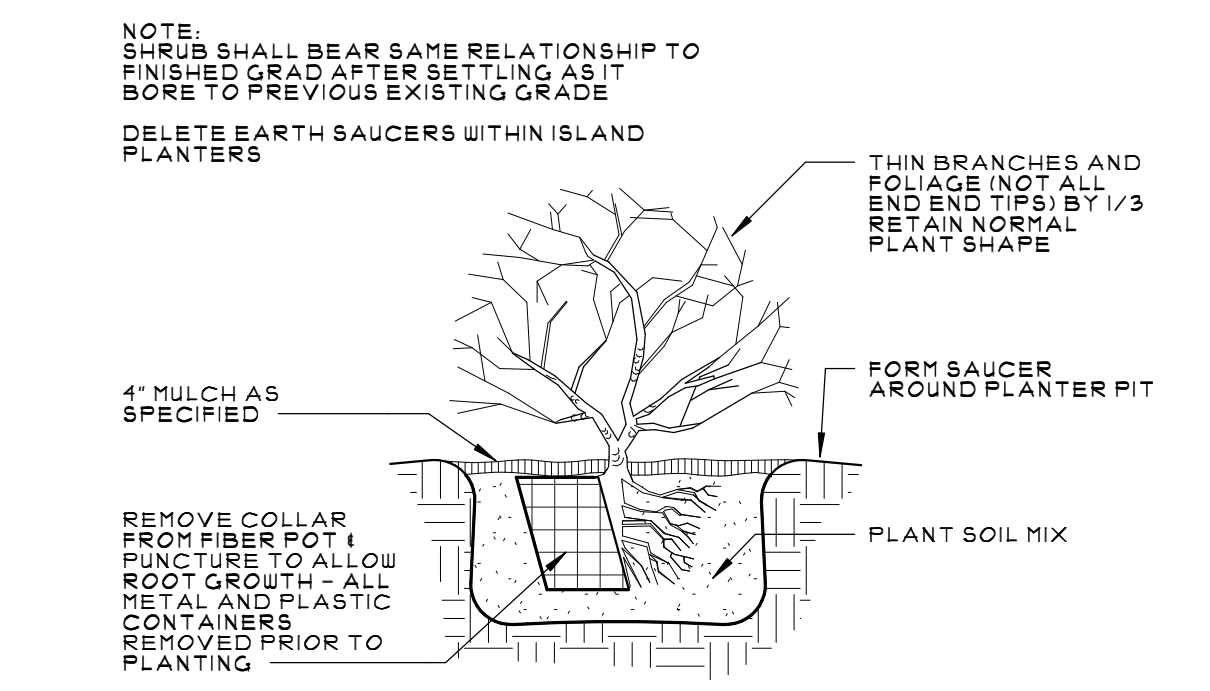 NOTE:
SHRUB SHALL BEAR SAME RELATIONSHIP TO
FINISHED GRAD AFTER SETTLING AS IT
BORE TO PREVIOUS EXISTING GRADE
DELETE EARTH SAUCERS WITHIN ISLAND
PLANTERS
THIN BRANCHES AND
FOLIAGE (NOT ALL
END END TIPS) BY 1/3
RETAIN NORMAL
PLANT SHAPE
FORM SAUCER
AROUND PLANTER PIT
4" MULCH AS
SPECIFIED
REMOVE COLLAR
FROM FIBER POT &
PUNCTURE TO ALLOW
ROOT GROWTH - ALL
METAL AND PLASTIC
CONTAINERS
REMOVED PRIOR TO
PLANTING
PLANT SOIL MIX